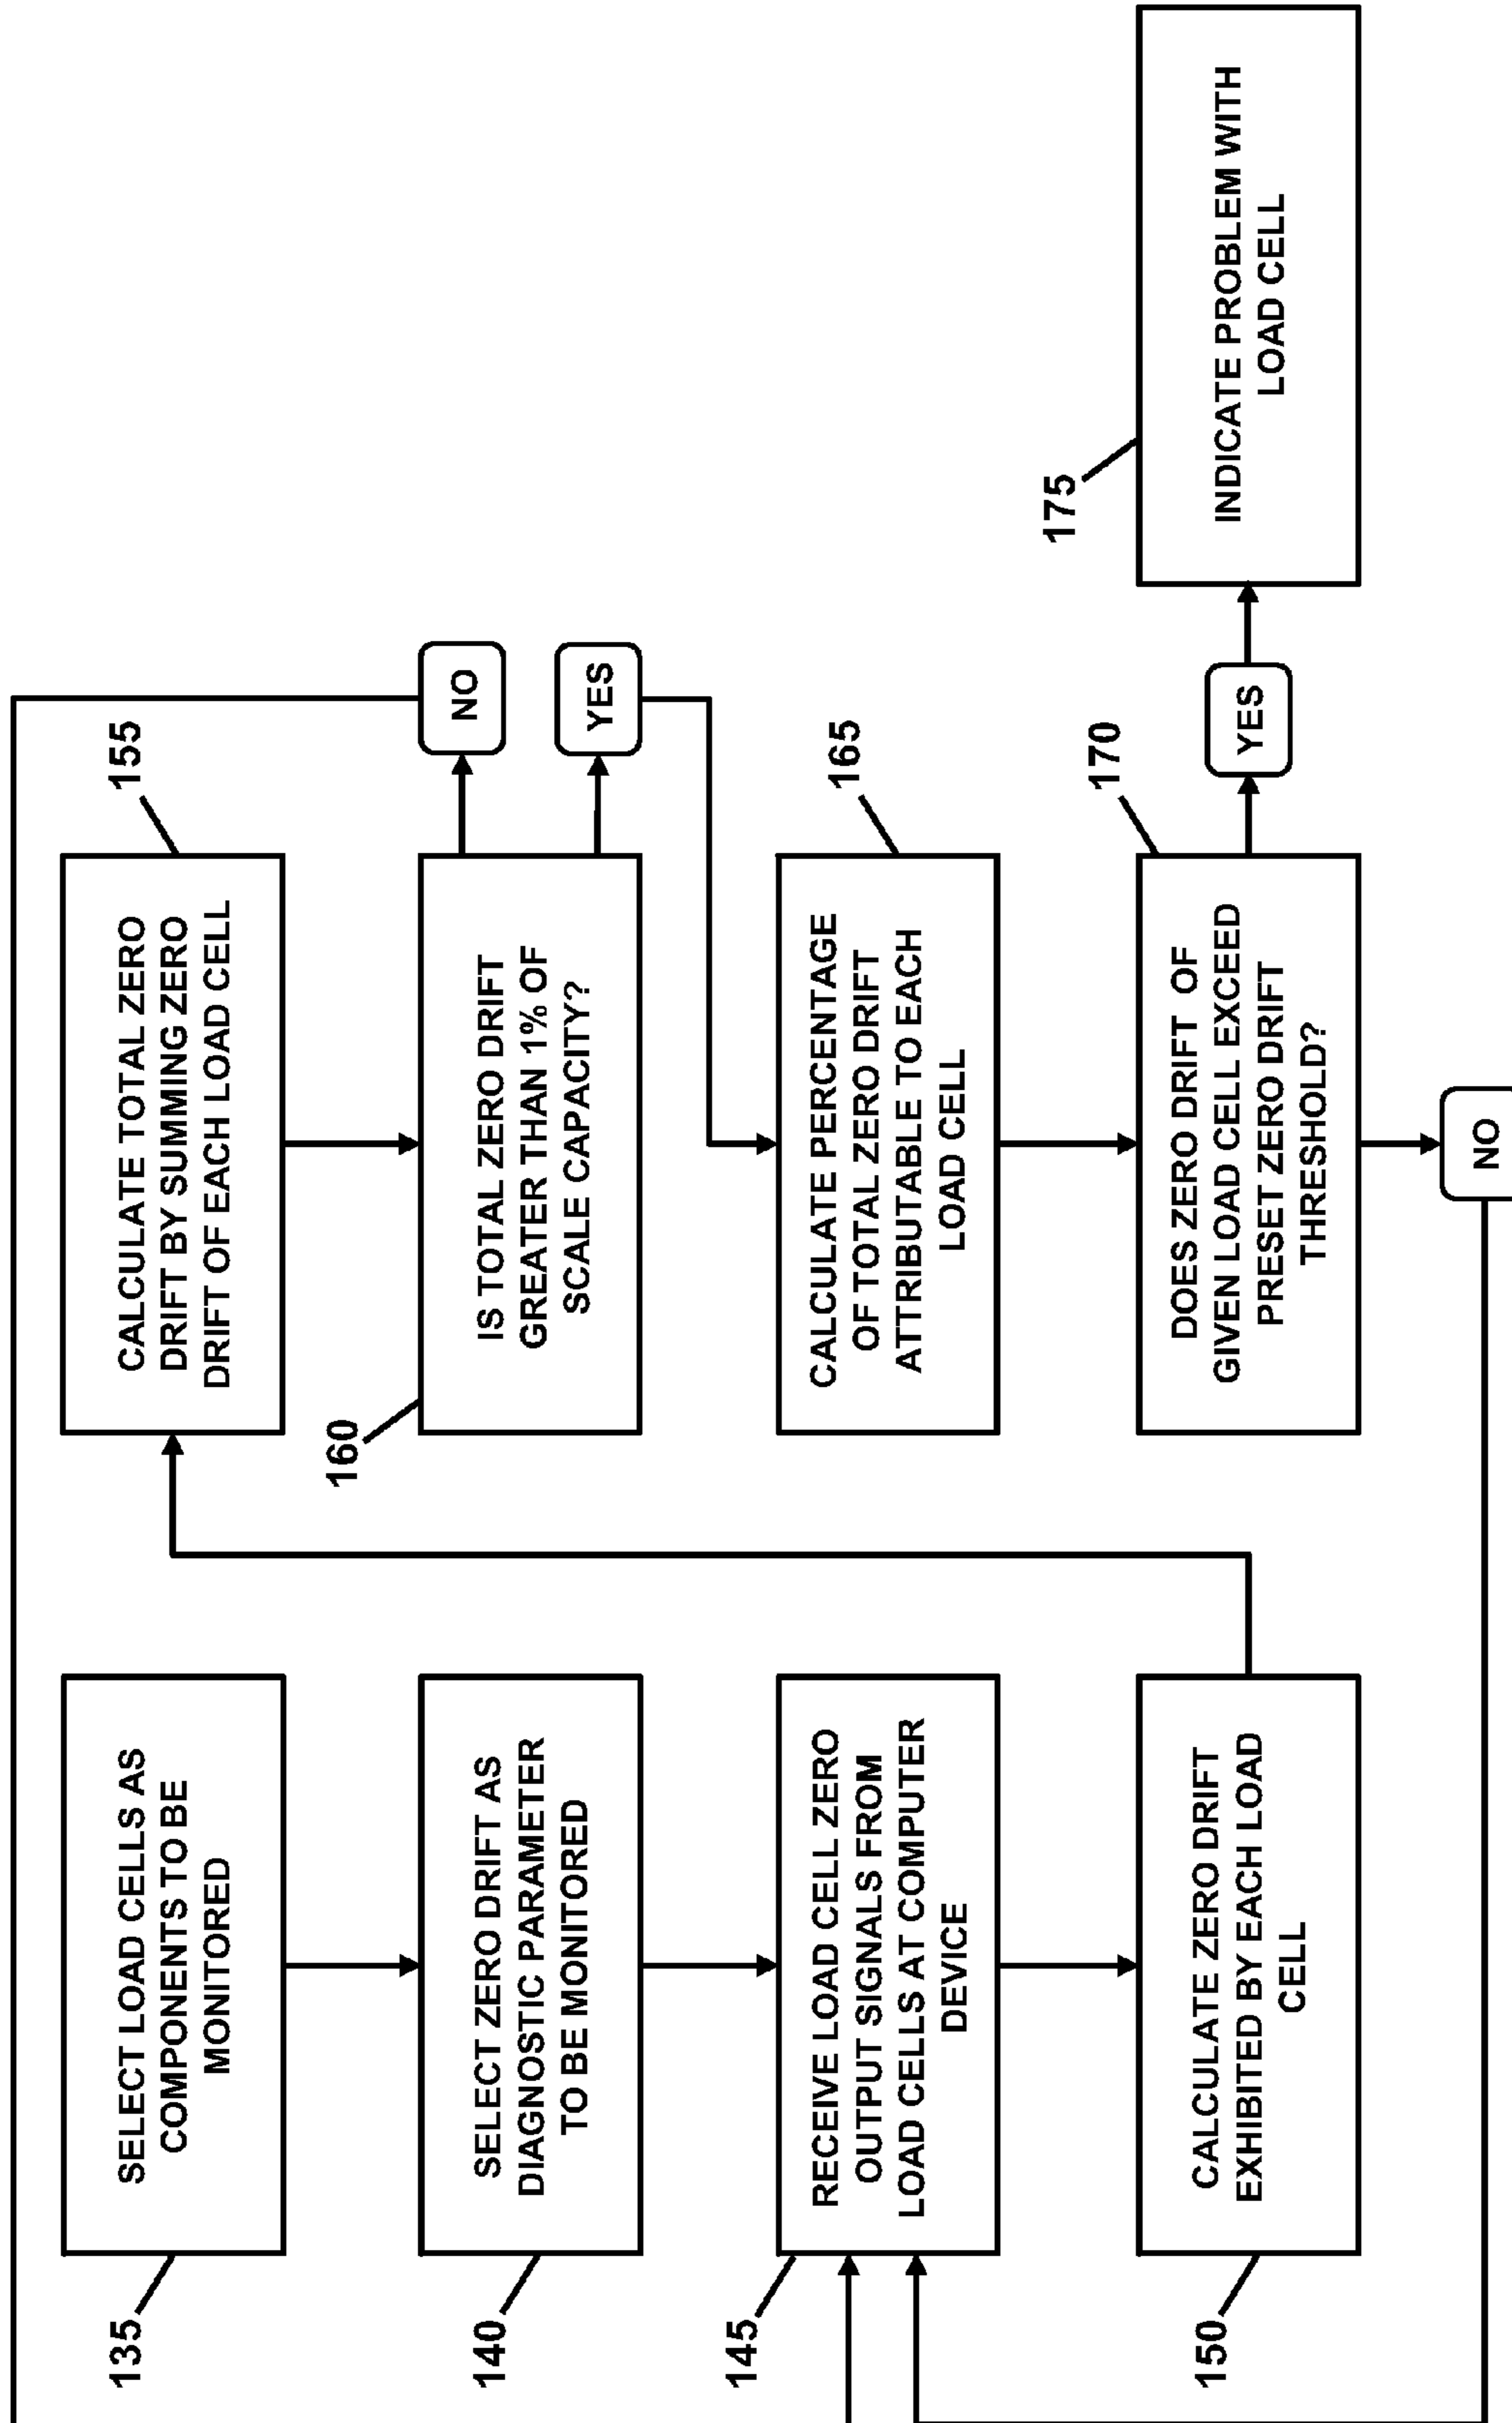 135
SELECT LOAD CELLS AS
COMPONENTS TO BE
MONITORED
140
SELECT ZERO DRIFT AS
DIAGNOSTIC PARAMETER
TO BE MONITORED
145
RECEIVE LOAD CELL ZERO
OUTPUT SIGNALS FROM
LOAD CELLS AT COMPUTER
DEVICE
150
CALCULATE ZERO DRIFT
EXHIBITED BY EACH LOAD
CELL
155
CALCULATE TOTAL ZERO
DRIFT BY SUMMING ZERO
DRIFT OF EACH LOAD CELL
160
IS TOTAL ZERO DRIFT
GREATER THAN 1% OF
SCALE CAPACITY?
NO
YES
165
CALCULATE PERCENTAGE
OF TOTAL ZERO DRIFT
ATTRIBUTABLE TO EACH
LOAD CELL
170
DOES ZERO DRIFT OF
GIVEN LOAD CELL EXCEED
PRESET ZERO DRIFT
THRESHOLD?
YES
NO
175
INDICATE PROBLEM WITH
LOAD CELL